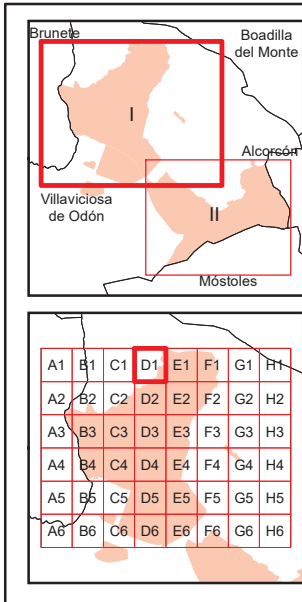 Brunete
Boadilla
del Monte
I
Alcorcón
Villaviciosa
de Odón
II
Móstoles
A1 B1 C1 D1 E1 F1 G1 H1
A2 B2 C2 D2 E2 F2 G2 H2
A3 B3 C3 D3 E3 F3 G3 H3
A4 B4 C4 D4 E4 F4 G4 H4
A5 B5 C5 D5 E5 F5 G5 H5
A6 B6 C6 D6 E6 F6 G6 H6